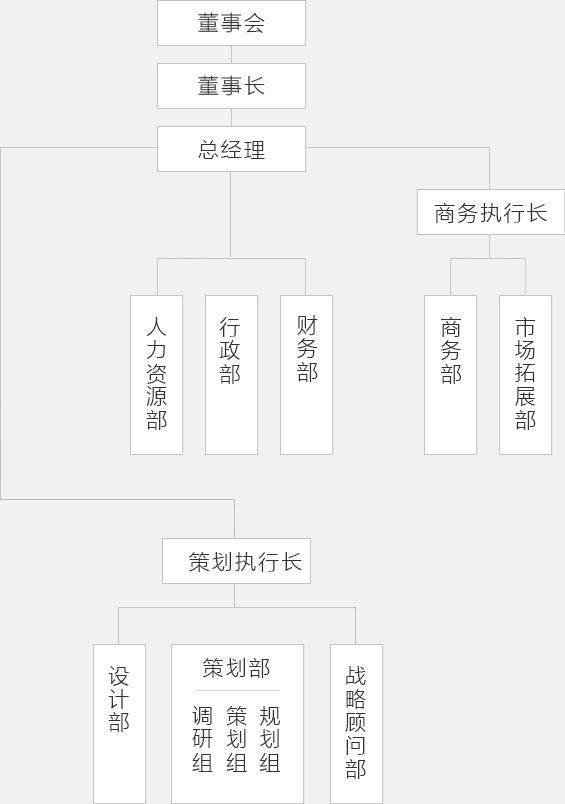 董事会
董事长
总经理
商务执行长
人力资源部
行政部
财务部
商务部
市场拓展部
策划执行长
设计部
策划部
调研组
策划组
规划组
战略顾问部